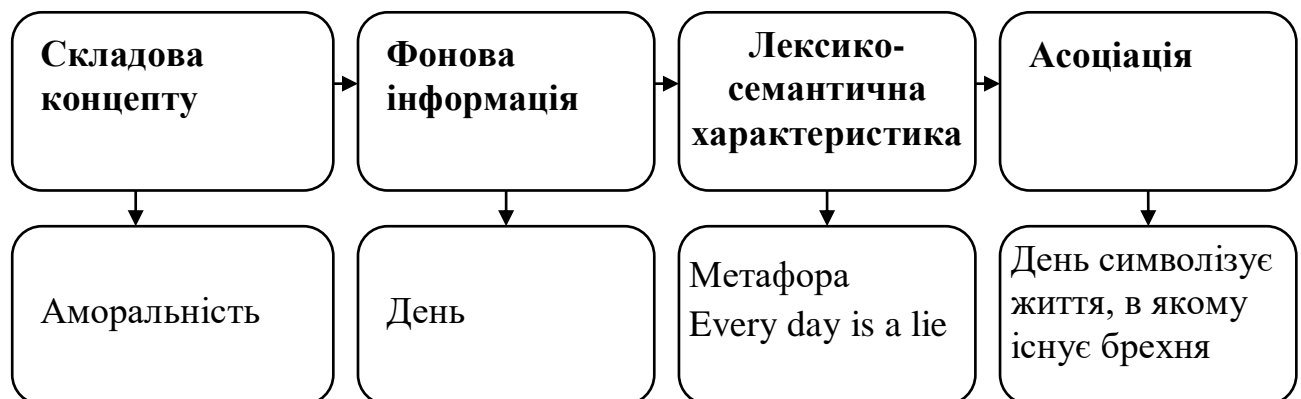 Складова
концепту
Фонова
інформація
Лексико-
семантична
характеристика
Асоціація
Аморальність
День
Метафора
Every day is a lie
День символізує
життя, в якому
існує брехня